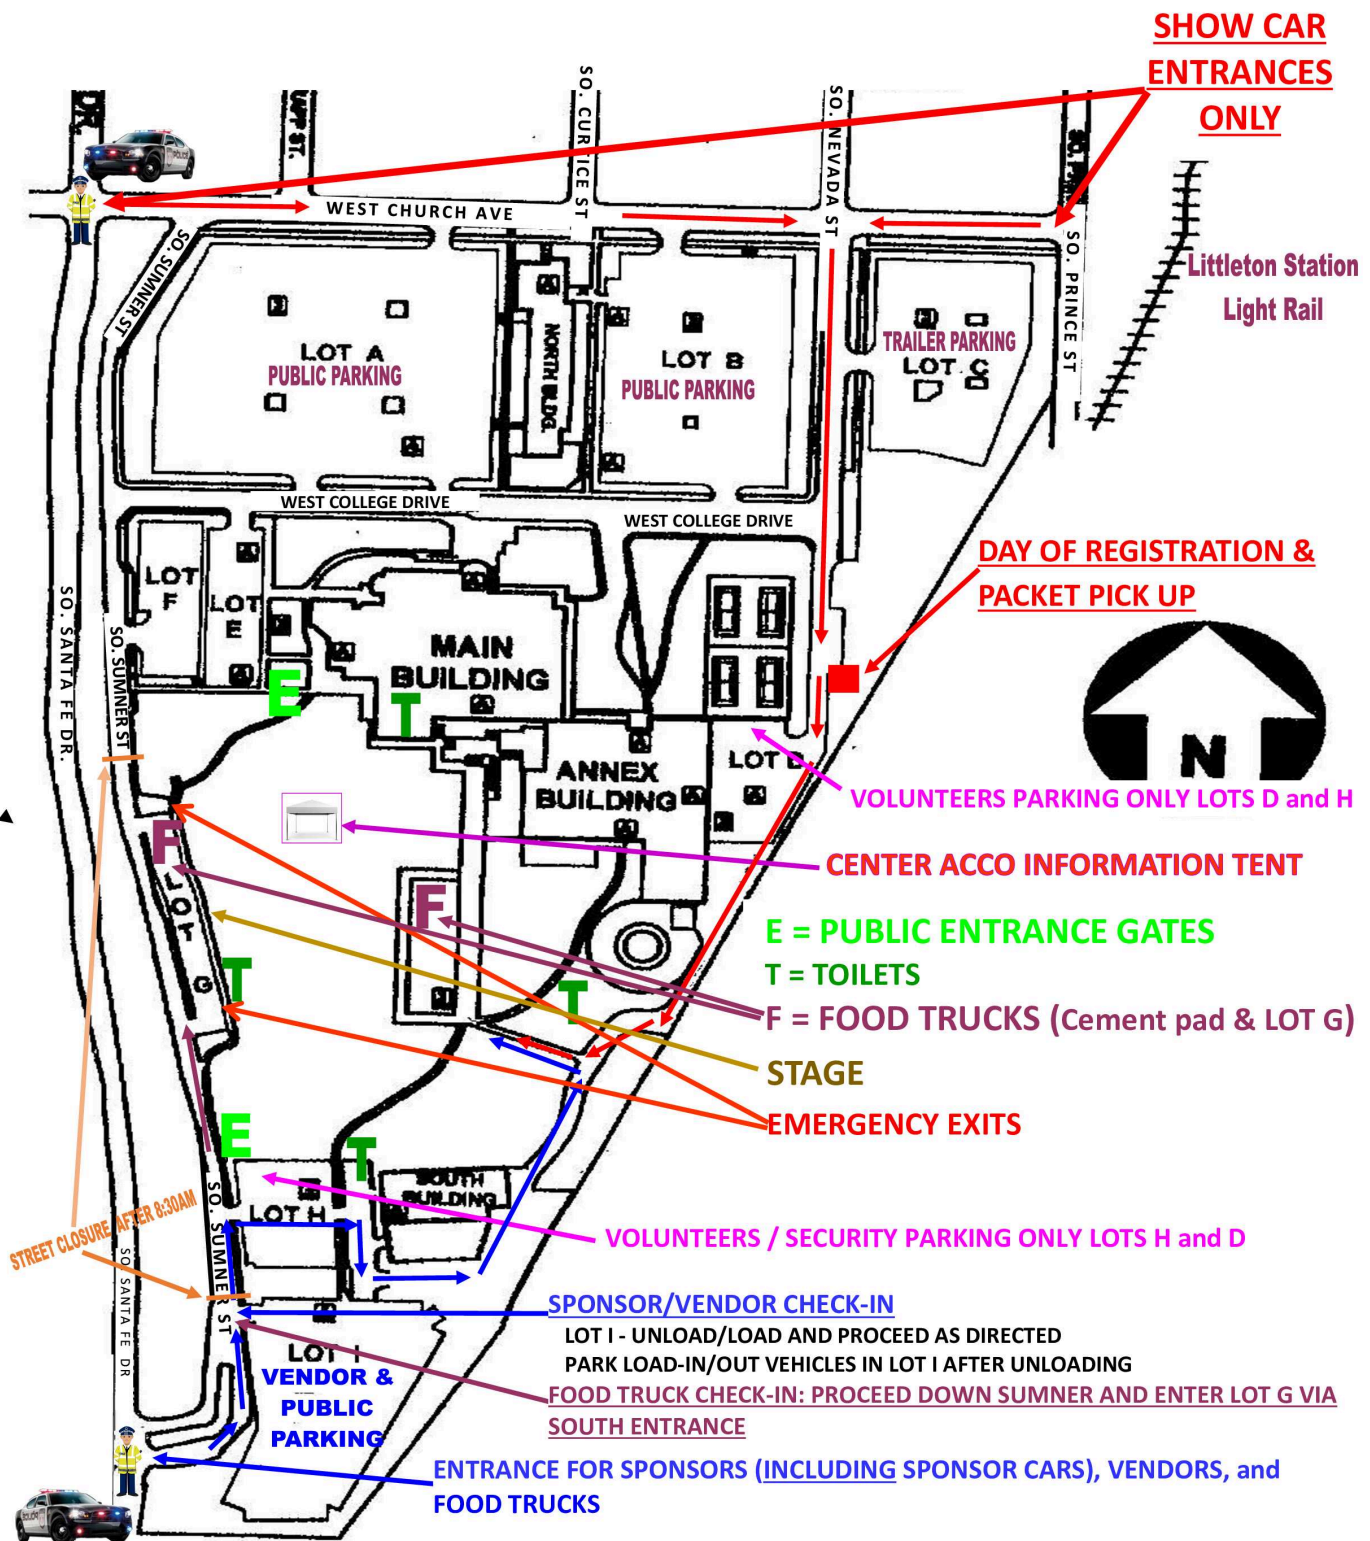 SHOW CAR
ENTRANCES
ONLY
DR.
SO. CURTICE ST
SO. NEVADA ST
WEST CHURCH AVE
SO. SUMNER ST
SO. PRINCE ST
Littleton Station
Light Rail
LOT A
PUBLIC PARKING
NORTH BLDG.
LOT B
PUBLIC PARKING
TRAILER PARKING
LOT C
WEST COLLEGE DRIVE
WEST COLLEGE DRIVE
DAY OF REGISTRATION &
PACKET PICK UP
LOT
F
LOT
E
SO. SANTA FE DR.
SO. SUMNER ST
MAIN
BUILDING
E
T
N
ANNEX
BUILDING
LOT D
VOLUNTEERS PARKING ONLY LOTS D and H
F
LOT
G
CENTER ACCO INFORMATION TENT
F
E = PUBLIC ENTRANCE GATES
T = TOILETS
T
T
F = FOOD TRUCKS (Cement pad & LOT G)
STAGE
EMERGENCY EXITS
E
T
SOUTH
BUILDING
LOT H
SO. SUMNER ST
STREET CLOSURE AFTER 8:30AM
SO SANTA FE DR
VOLUNTEERS / SECURITY PARKING ONLY LOTS H and D
SPONSOR/VENDOR CHECK-IN
LOT I - UNLOAD/LOAD AND PROCEED AS DIRECTED
PARK LOAD-IN/OUT VEHICLES IN LOT I AFTER UNLOADING
LOT I
VENDOR &
PUBLIC
PARKING
FOOD TRUCK CHECK-IN: PROCEED DOWN SUMNER AND ENTER LOT G VIA
SOUTH ENTRANCE
ENTRANCE FOR SPONSORS (INCLUDING SPONSOR CARS), VENDORS, and
FOOD TRUCKS